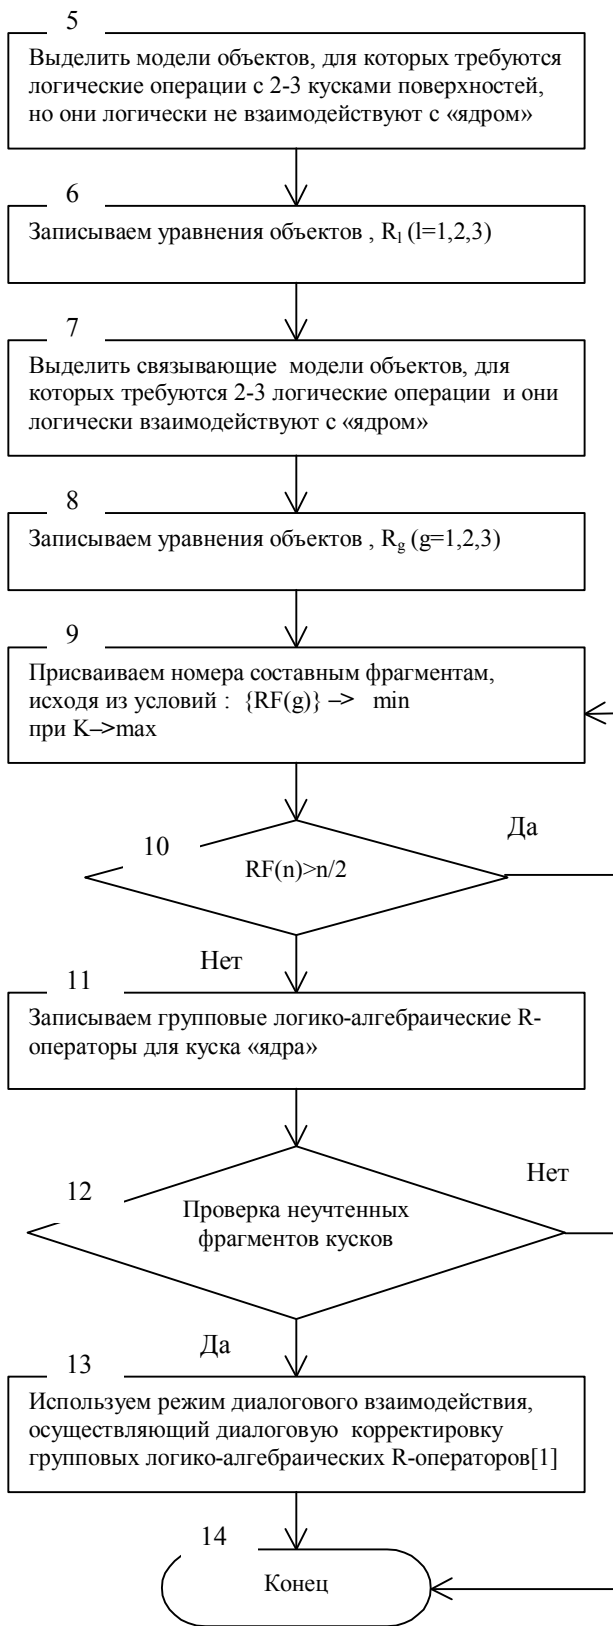 5
Выделить модели объектов, для которых требуются
логические операции с 2-3 кусками поверхностей,
но они логически не взаимодействуют с «ядром»
6
Записываем уравнения объектов , R₁ (l=1,2,3)
7
Выделить связывающие  модели объектов, для
которых требуются 2-3 логические операции  и они
логически взаимодействуют с «ядром»
8
Записываем уравнения объектов , Rg (g=1,2,3)
9
Присваиваем номера составным фрагментам,
исходя из условий :  {RF(g)} –>   min
при K–>max
10
RF(n)>n/2
Да
Нет
11
Записываем групповые логико-алгебраические R-
операторы для куска «ядра»
12
Проверка неучтенных
фрагментов кусков
Нет
Да
13
Используем режим диалогового взаимодействия,
осуществляющий диалоговую  корректировку
групповых логико-алгебраических R-операторов[1]
14
Конец